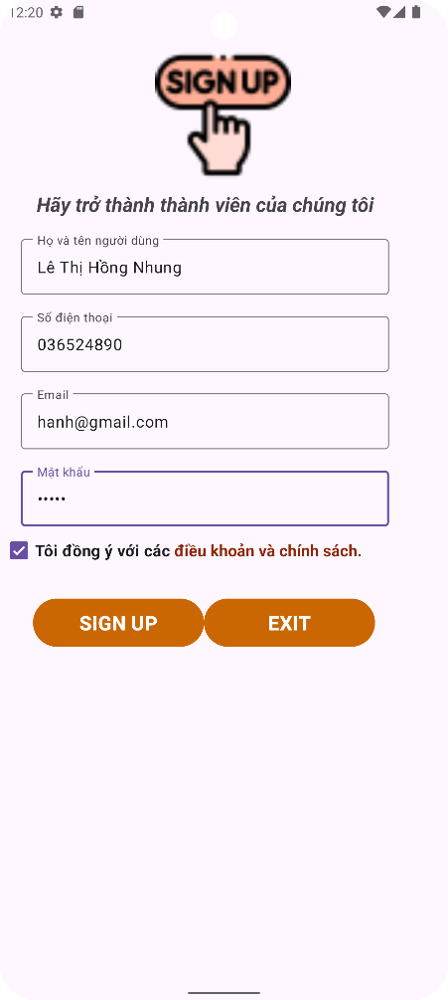 12:20
SIGN UP
Hãy trở thành thành viên của chúng tôi
Họ và tên người dùng
Lê Thị Hồng Nhung
Số điện thoại
036524890
Email
hanh@gmail.com
Mật khẩu
•••••
Tôi đồng ý với các điều khoản và chính sách.
SIGN UP EXIT